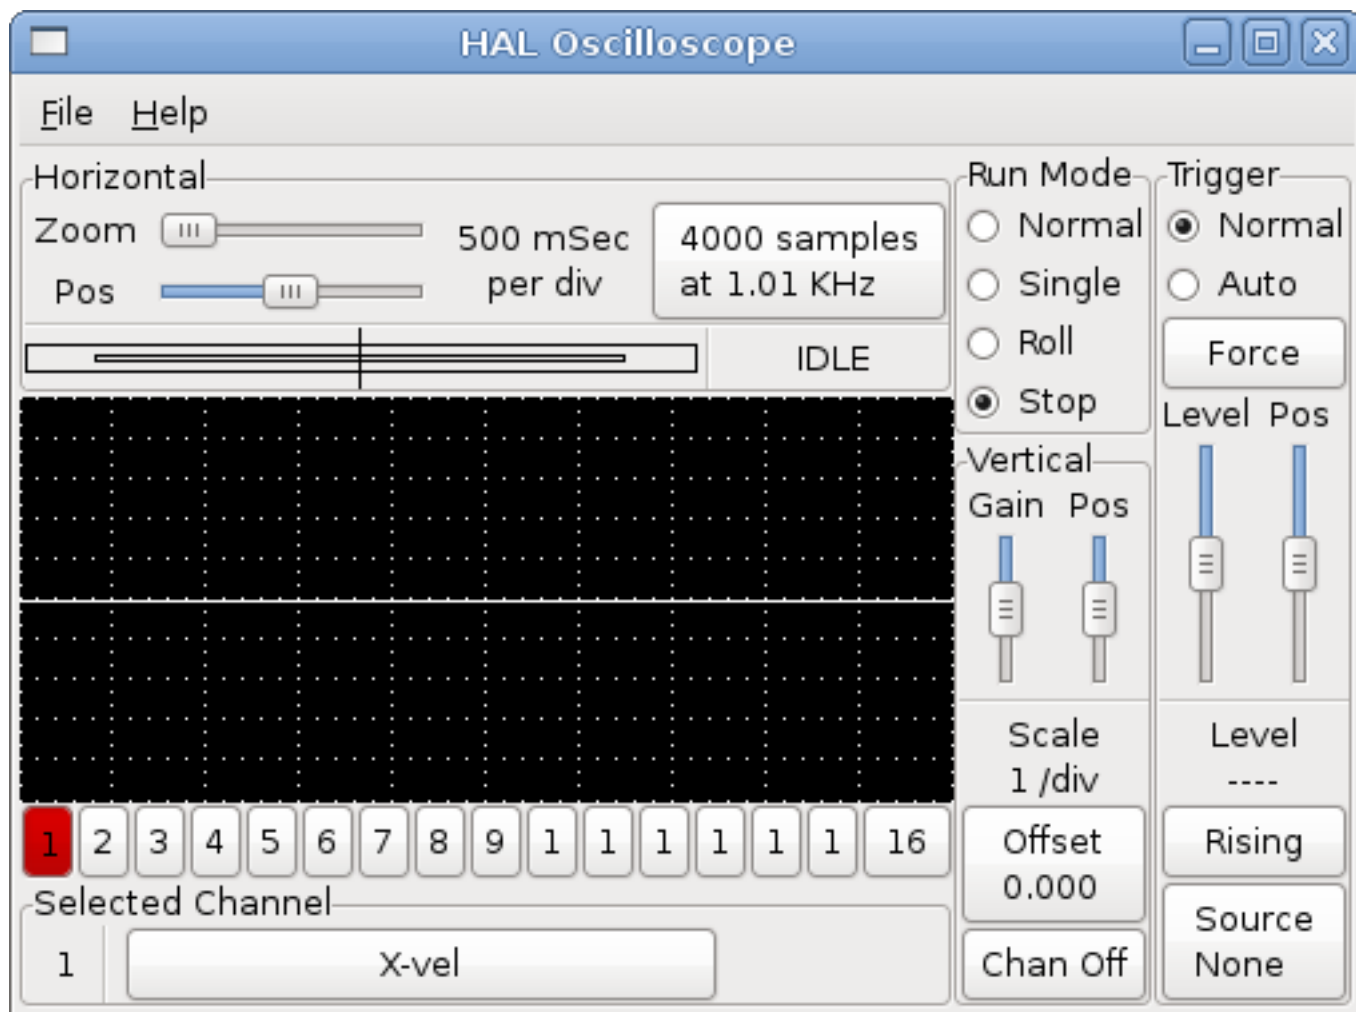 HAL Oscilloscope
File Help
Horizontal
Zoom
Pos
500 mSec
per div
4000 samples
at 1.01 KHz
IDLE
Run Mode
Normal
Single
Roll
Stop
Trigger
Normal
Auto
Force
Level Pos
Vertical
Gain Pos
Scale
1 /div
Level
----
1 2 3 4 5 6 7 8 9 1 1 1 1 1 1 16
Offset
0.000
Rising
Selected Channel
1 X-vel
Chan Off
Source
None